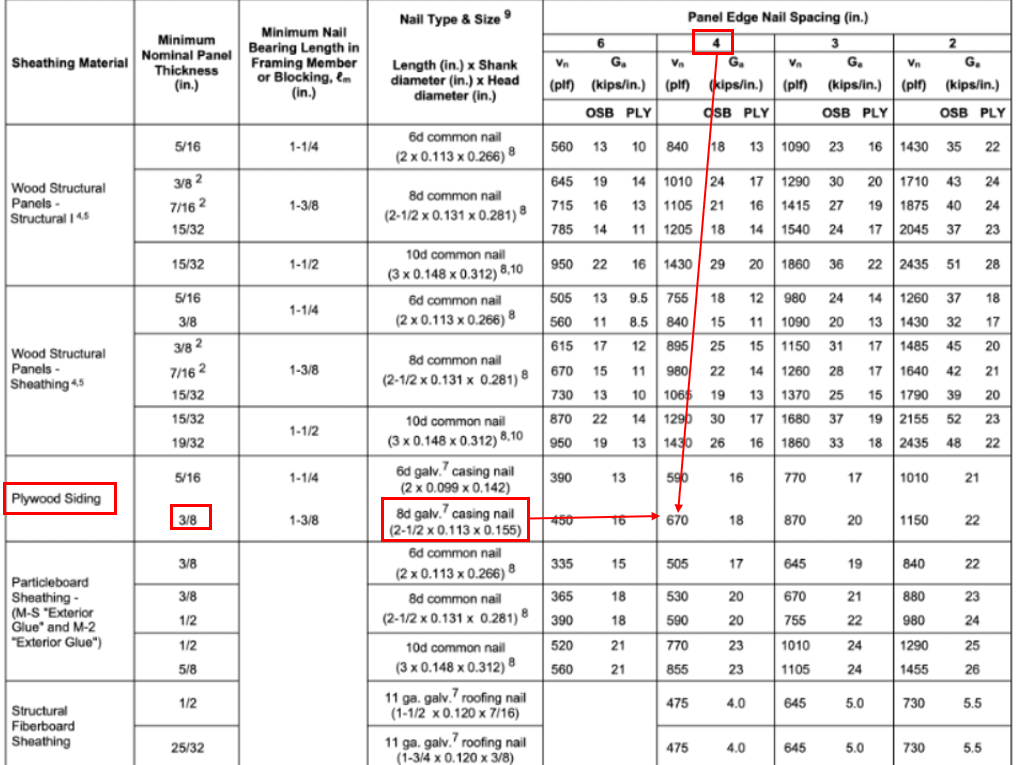 Sheathing Material
Minimum Nominal Panel Thickness (in.)
Minimum Nail Bearing Length in Framing Member or Blocking, ℓm (in.)
Nail Type & Size 9
Length (in.) x Shank diameter (in.) x Head diameter (in.)
Panel Edge Nail Spacing (in.)
6 4 3 2
vn Ga vn Ga vn Ga vn Ga
(plf) (kips/in.) (plf) (kips/in.) (plf) (kips/in.) (plf) (kips/in.)
OSB PLY OSB PLY OSB PLY OSB PLY
Wood Structural Panels - Structural I 4,5
5/16 1-1/4 6d common nail (2 x 0.113 x 0.266) 8 560 13 10 840 18 13 1090 23 16 1430 35 22
3/8 2 645 19 14 1010 24 17 1290 30 20 1710 43 24
7/16 2 1-3/8 8d common nail (2-1/2 x 0.131 x 0.281) 8 715 16 13 1105 21 16 1415 27 19 1875 40 24
15/32 785 14 11 1205 18 14 1540 24 17 2045 37 23
15/32 1-1/2 10d common nail (3 x 0.148 x 0.312) 8,10 950 22 16 1430 29 20 1860 36 22 2435 51 28
Wood Structural Panels - Sheathing 4,5
5/16 1-1/4 6d common nail (2 x 0.113 x 0.266) 8 505 13 9.5 755 18 12 980 24 14 1260 37 18
3/8 560 11 8.5 840 15 11 1090 20 13 1430 32 17
3/8 2 615 17 12 895 25 15 1150 31 17 1485 45 20
7/16 2 1-3/8 8d common nail (2-1/2 x 0.131 x 0.281) 8 670 15 11 980 22 14 1260 28 17 1640 42 21
15/32 730 13 10 1065 19 13 1370 25 15 1790 39 20
15/32 1-1/2 10d common nail (3 x 0.148 x 0.312) 8,10 870 22 14 1290 30 17 1680 37 19 2155 52 23
19/32 950 19 13 1430 26 16 1860 33 18 2435 48 22
Plywood Siding
5/16 1-1/4 6d galv.7 casing nail (2 x 0.099 x 0.142) 390 13 590 16 770 17 1010 21
3/8 1-3/8 8d galv.7 casing nail (2-1/2 x 0.113 x 0.155) 450 16 670 18 870 20 1150 22
Particleboard Sheathing - (M-S "Exterior Glue" and M-2 "Exterior Glue")
3/8 6d common nail (2 x 0.113 x 0.266) 8 335 15 505 17 645 19 840 22
3/8 8d common nail (2-1/2 x 0.131 x 0.281) 8 365 18 530 20 670 21 880 23
1/2 390 18 590 20 755 22 980 24
1/2 10d common nail (3 x 0.148 x 0.312) 8 520 21 770 23 1010 24 1290 25
5/8 560 21 855 23 1105 24 1455 26
Structural Fiberboard Sheathing
1/2 11 ga. galv.7 roofing nail (1-1/2 x 0.120 x 7/16) 475 4.0 645 5.0 730 5.5
25/32 11 ga. galv.7 roofing nail (1-3/4 x 0.120 x 3/8) 475 4.0 645 5.0 730 5.5